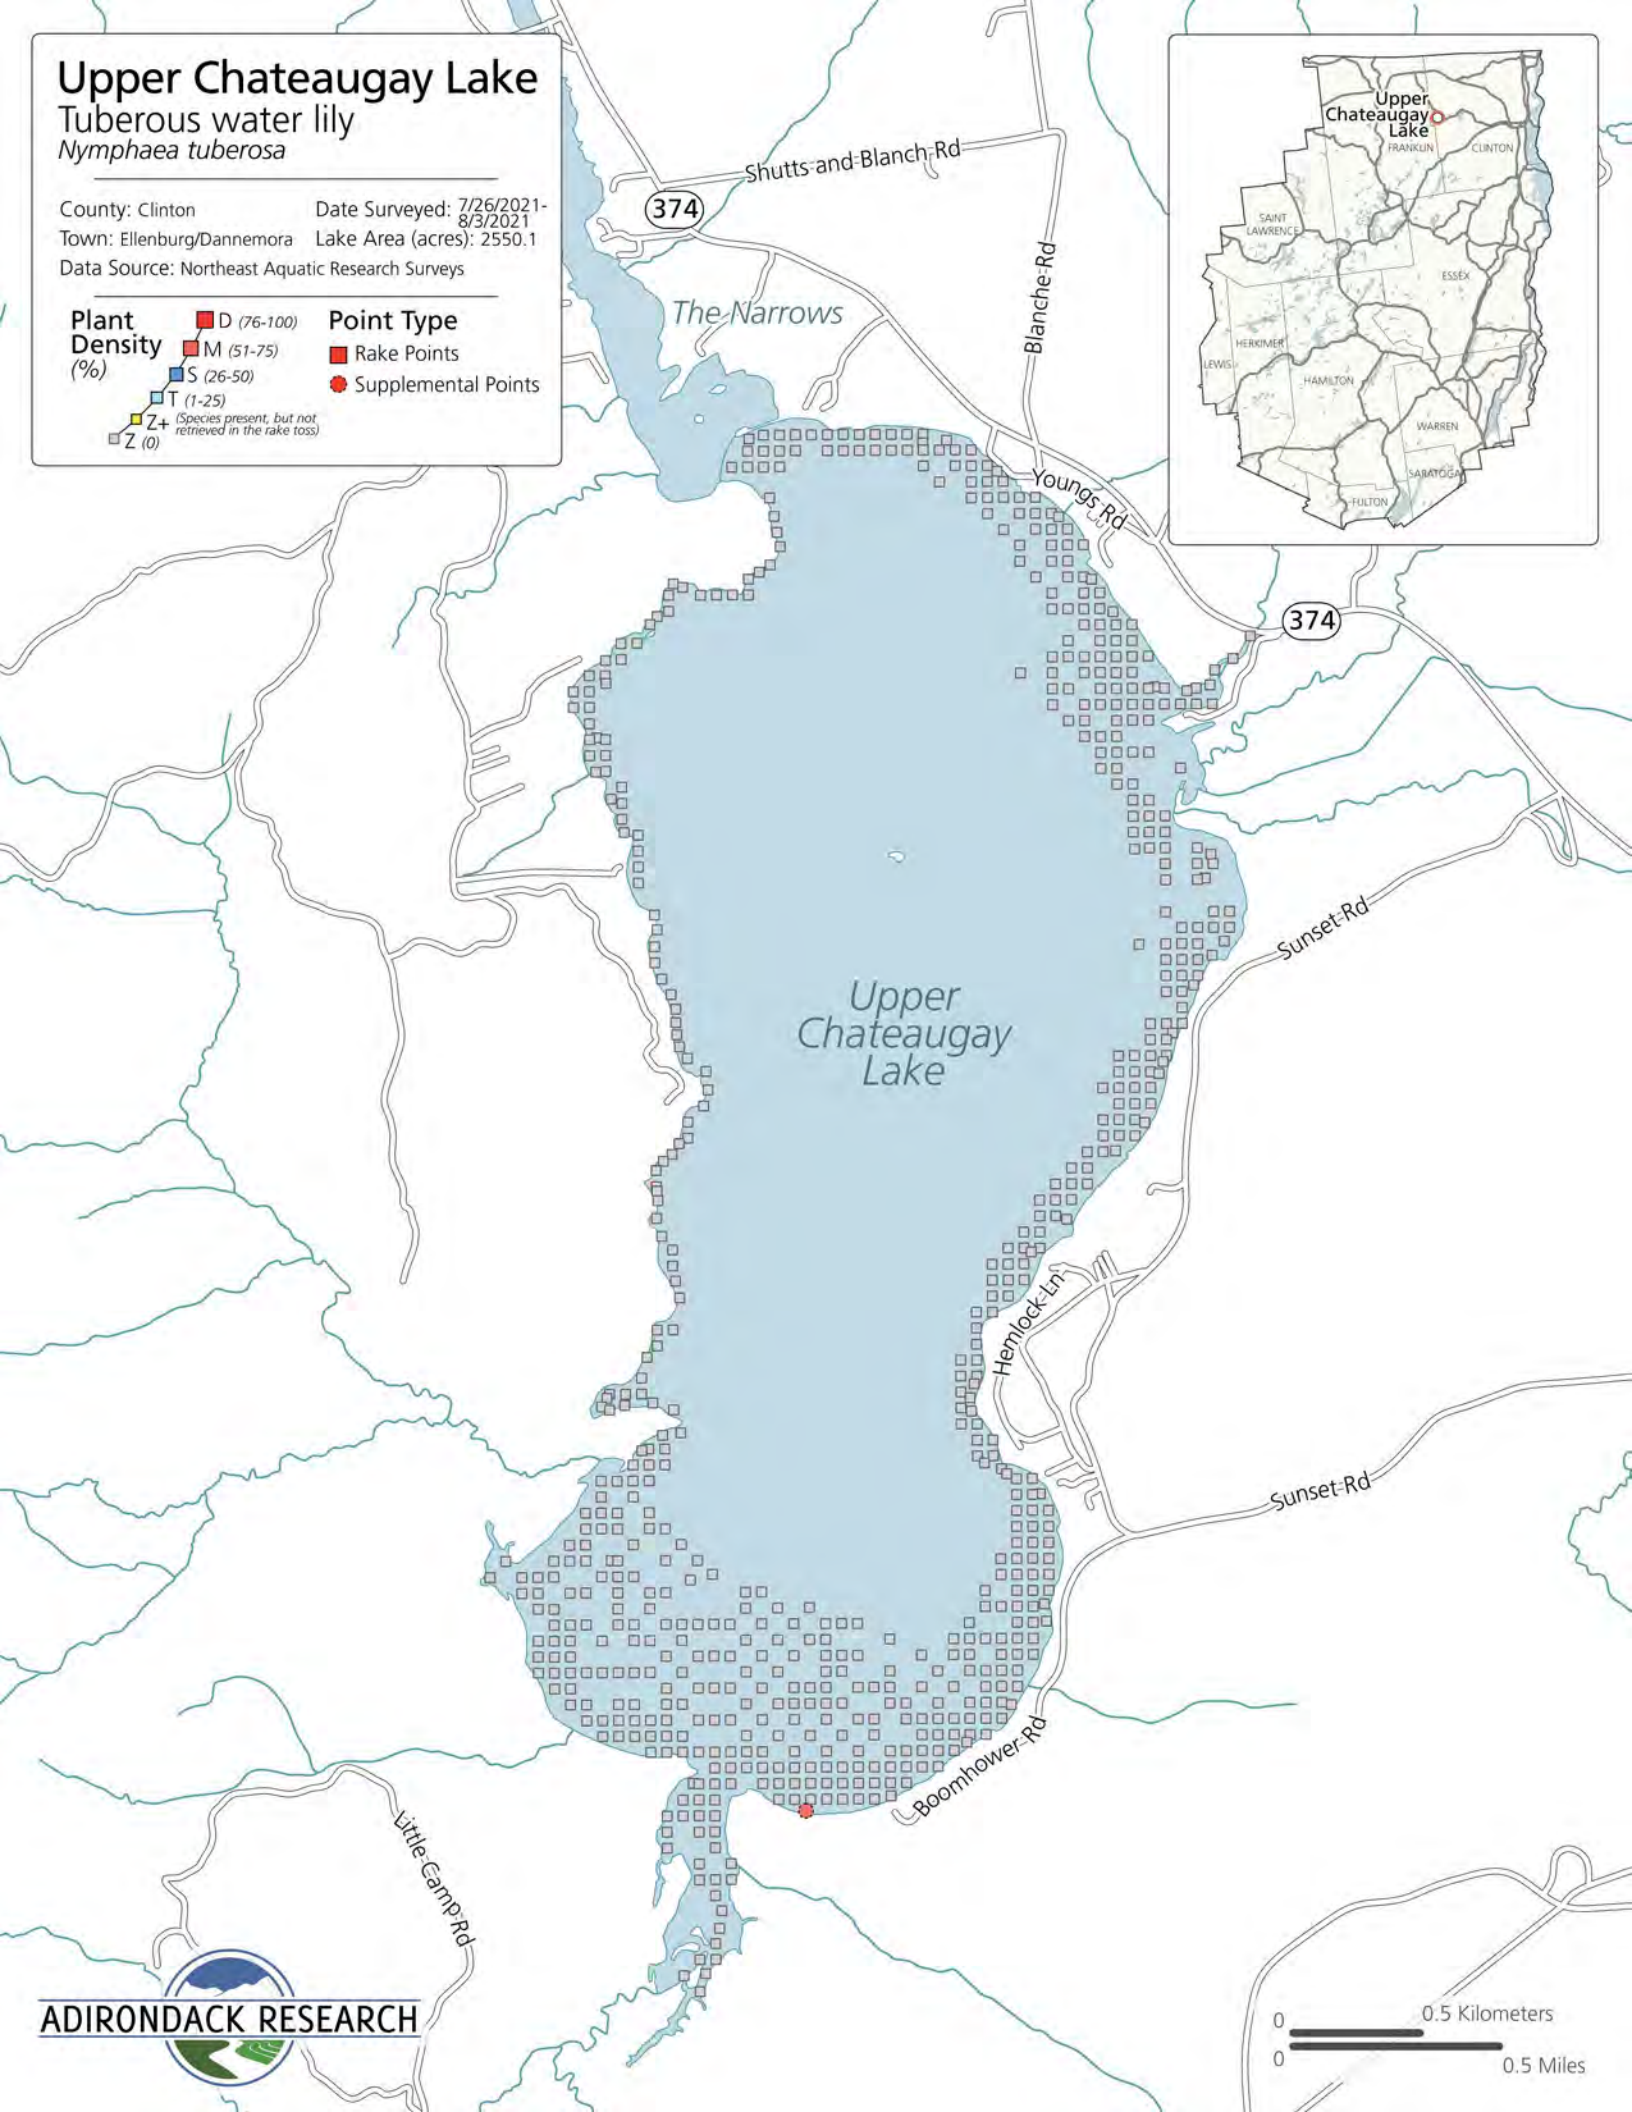 Upper Chateaugay Lake
Tuberous water lily
Nymphaea tuberosa
County: Clinton
Date Surveyed: 7/26/2021-
8/3/2021
Town: Ellenburg/Dannemora
Lake Area (acres): 2550.1
Data Source: Northeast Aquatic Research Surveys
Plant
Density
(%)
D (76-100)
M (51-75)
S (26-50)
T (1-25)
Z+ (Species present, but not
retrieved in the rake toss)
Z (0)
Point Type
Rake Points
Supplemental Points
Upper
Chateaugay
Lake
FRANKLIN
CLINTON
SAINT
LAWRENCE
ESSEX
HERKIMER
LEWIS
HAMILTON
WARREN
SARATOGA
FULTON
Shutts and Blanch Rd
374
The Narrows
Blanche Rd
Youngs Rd
374
Sunset Rd
Upper
Chateaugay
Lake
Hemlock Ln
Sunset Rd
Boomhower Rd
Little Camp Rd
ADIRONDACK RESEARCH
0
0.5 Kilometers
0
0.5 Miles